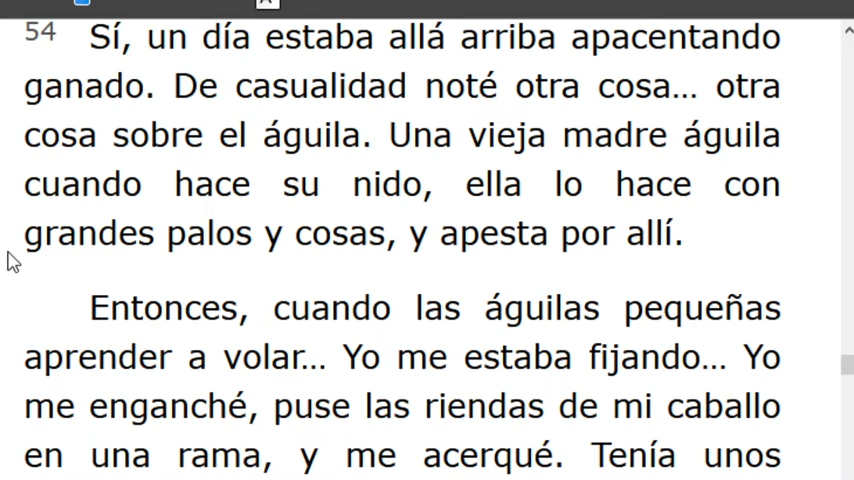 54 Sí, un día estaba allá arriba apacentando
ganado. De casualidad noté otra cosa... otra
cosa sobre el águila. Una vieja madre águila
cuando hace su nido, ella lo hace con
grandes palos y cosas, y apesta por allí.
Entonces, cuando las águilas pequeñas
aprender a volar... Yo me estaba fijando... Yo
me enganché, puse las riendas de mi caballo
en una rama, y me acerqué. Tenía unos